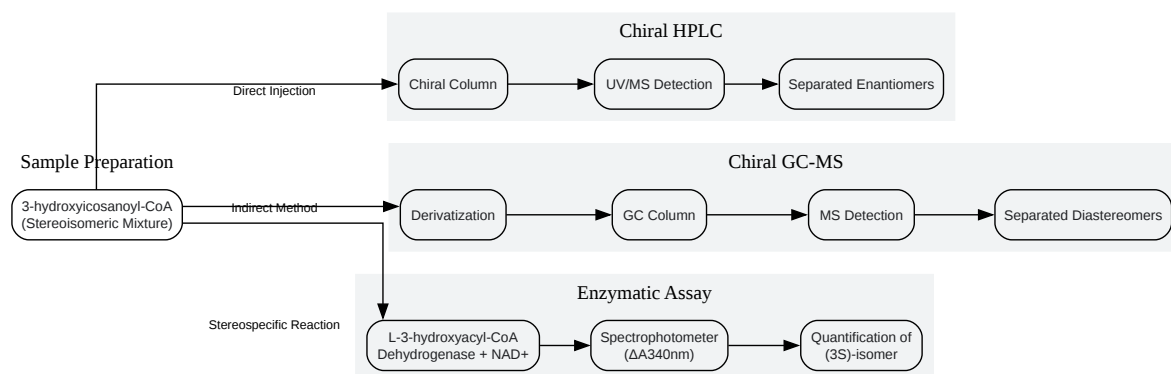 Chiral HPLC
Chiral Column
UV/MS Detection
Separated Enantiomers
Direct Injection
Sample Preparation
3-hydroxyicosanoyl-CoA
(Stereoisomeric Mixture)
Chiral GC-MS
Indirect Method
Derivatization
GC Column
MS Detection
Separated Diastereomers
Enzymatic Assay
Stereospecific Reaction
L-3-hydroxyacyl-CoA
Dehydrogenase + NAD+
Spectrophotometer
(ΔA340nm)
Quantification of
(3S)-isomer